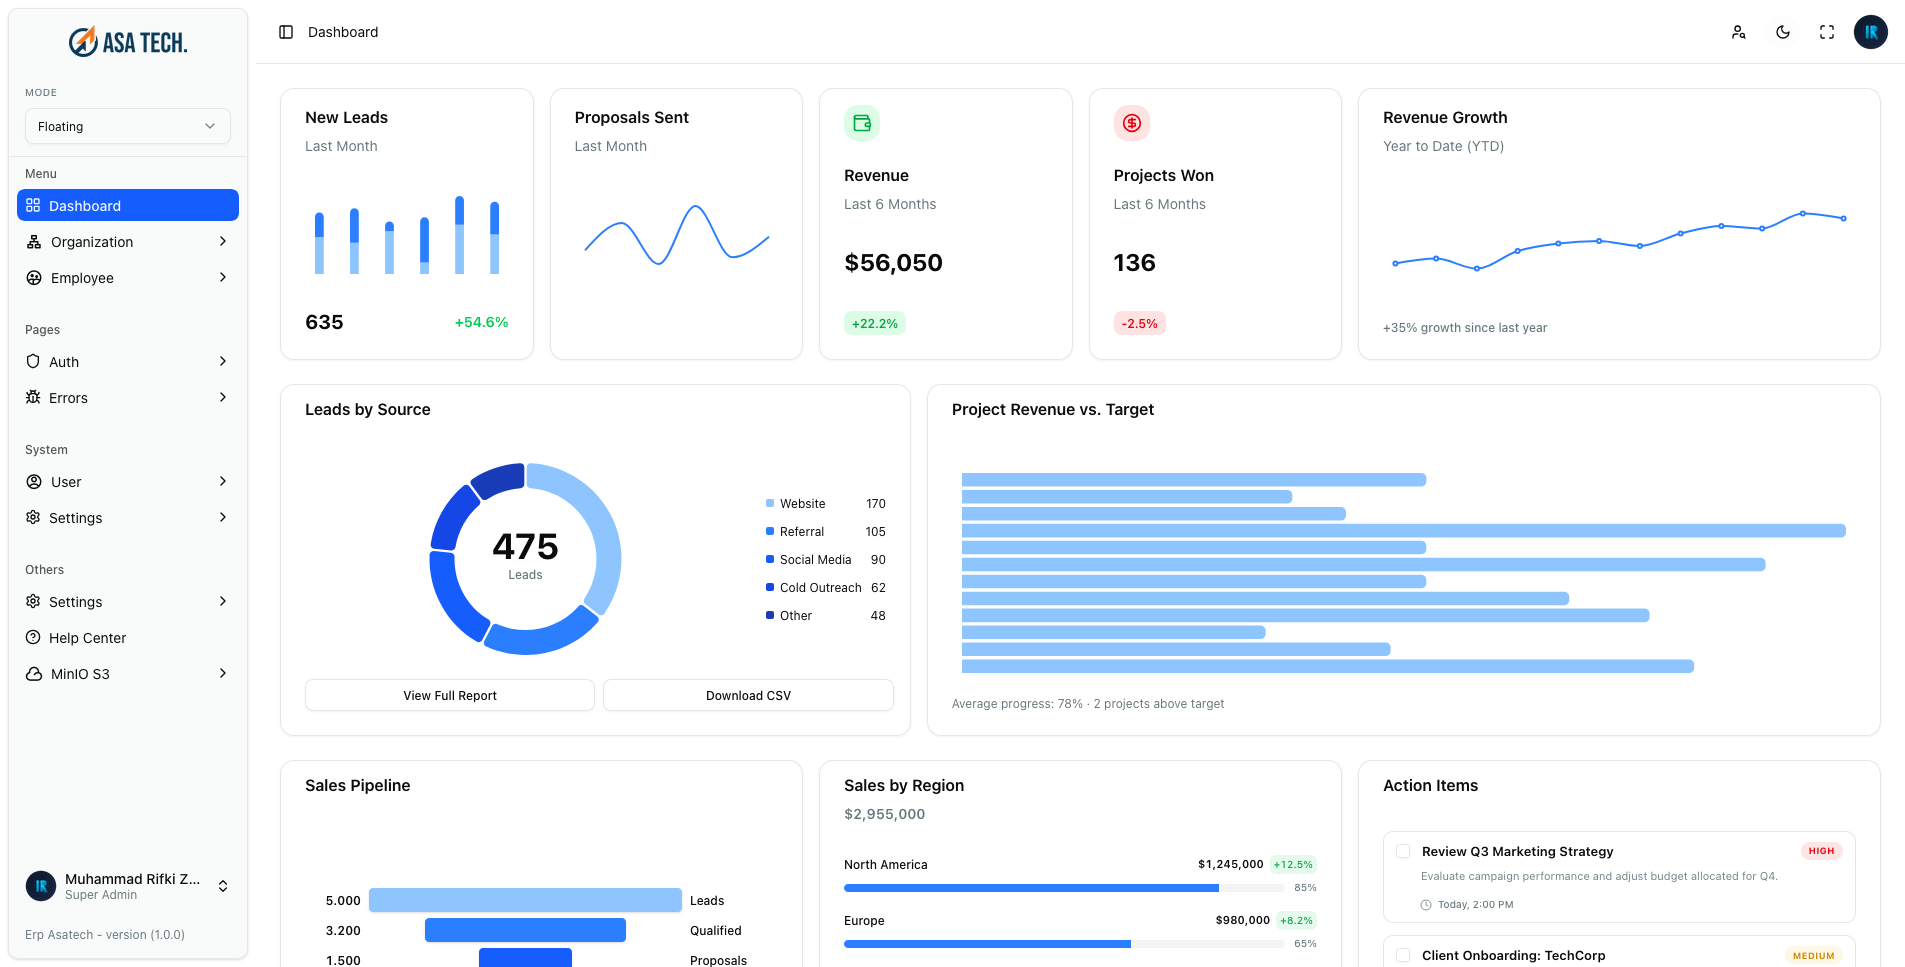 ASA TECH.
MODE
Floating
Menu
Dashboard
Organization
Employee
Pages
Auth
Errors
System
User
Settings
Others
Settings
Help Center
MinIO S3
IR
Muhammad Rifki Z...
Super Admin
Erp Asatech - version (1.0.0)
Dashboard
IR
New Leads
Last Month
635
+54.6%
Proposals Sent
Last Month
Revenue
Last 6 Months
$56,050
+22.2%
Projects Won
Last 6 Months
136
-2.5%
Revenue Growth
Year to Date (YTD)
+35% growth since last year
Leads by Source
475
Leads
Website 170
Referral 105
Social Media 90
Cold Outreach 62
Other 48
View Full Report
Download CSV
Project Revenue vs. Target
Average progress: 78% · 2 projects above target
Sales Pipeline
5.000 Leads
3.200 Qualified
1.500 Proposals
Sales by Region
$2,955,000
North America $1,245,000 +12.5%
85%
Europe $980,000 +8.2%
65%
Action Items
Review Q3 Marketing Strategy HIGH
Evaluate campaign performance and adjust budget allocated for Q4.
Today, 2:00 PM
Client Onboarding: TechCorp MEDIUM